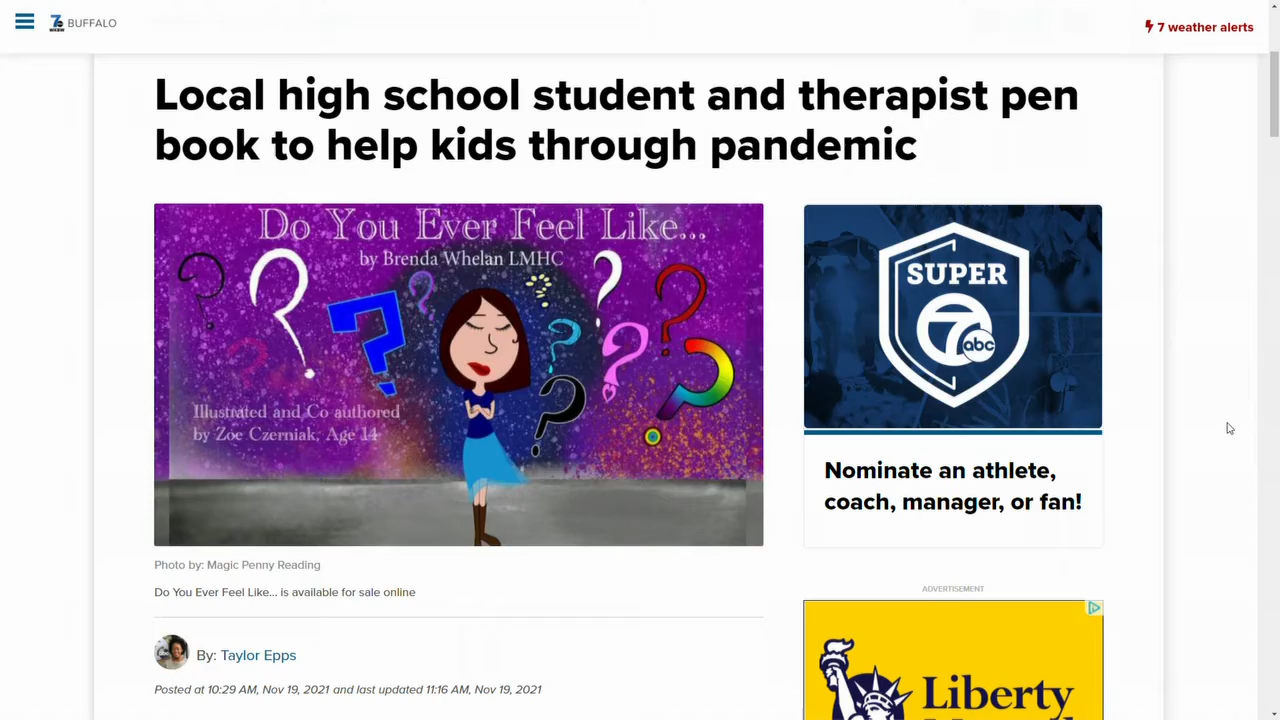 7
WKBW
BUFFALO
7 weather alerts
Local high school student and therapist pen
book to help kids through pandemic
Do You Ever Feel Like...
by Brenda Whelan LMHC
Illustrated and Co authored
by Zoe Czerniak, Age 14
SUPER
7
abc
Nominate an athlete,
coach, manager, or fan!
Photo by: Magic Penny Reading
Do You Ever Feel Like... is available for sale online
ADVERTISEMENT
By: Taylor Epps
Posted at 10:29 AM, Nov 19, 2021 and last updated 11:16 AM, Nov 19, 2021
Liberty